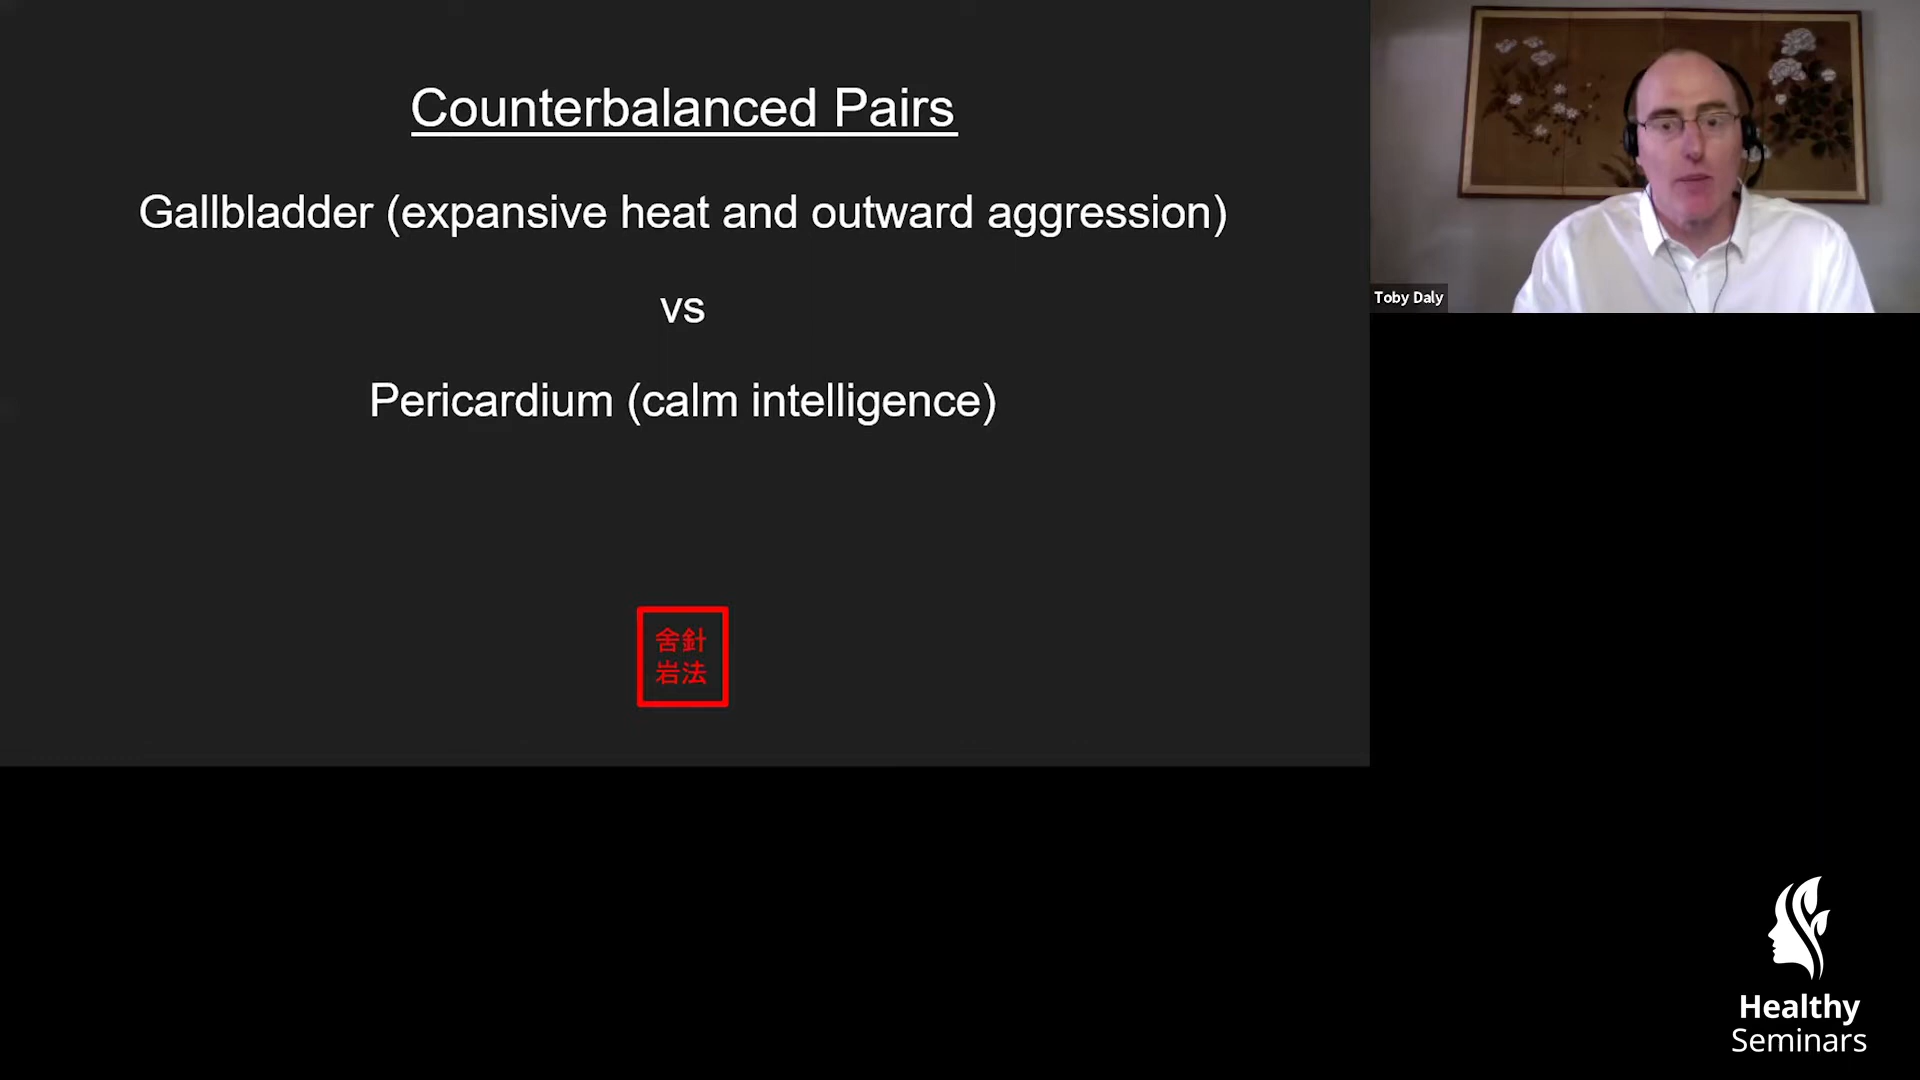 Counterbalanced Pairs
Gallbladder (expansive heat and outward aggression)
vs
Pericardium (calm intelligence)
舍針
岩法
Toby Daly
Healthy
Seminars